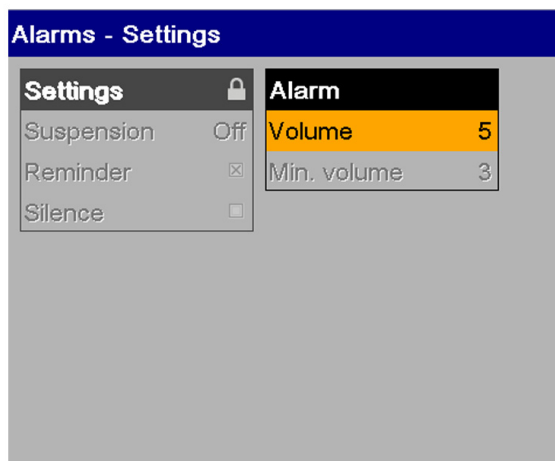 Alarms - Settings
Settings
Suspension Off
Reminder
Silence
Alarm
Volume 5
Min. volume 3